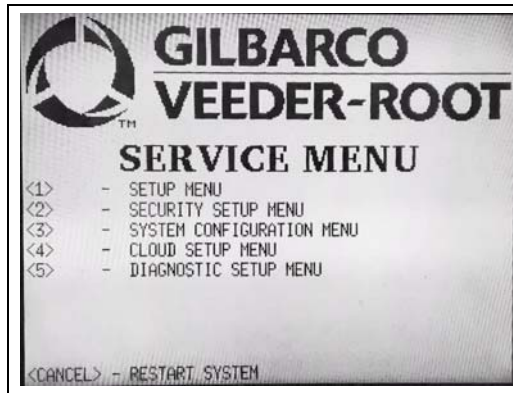 GILBARCO
VEEDER-ROOT
TM
SERVICE MENU
<1> - SETUP MENU
<2> - SECURITY SETUP MENU
<3> - SYSTEM CONFIGURATION MENU
<4> - CLOUD SETUP MENU
<5> - DIAGNOSTIC SETUP MENU
<CANCEL> - RESTART SYSTEM